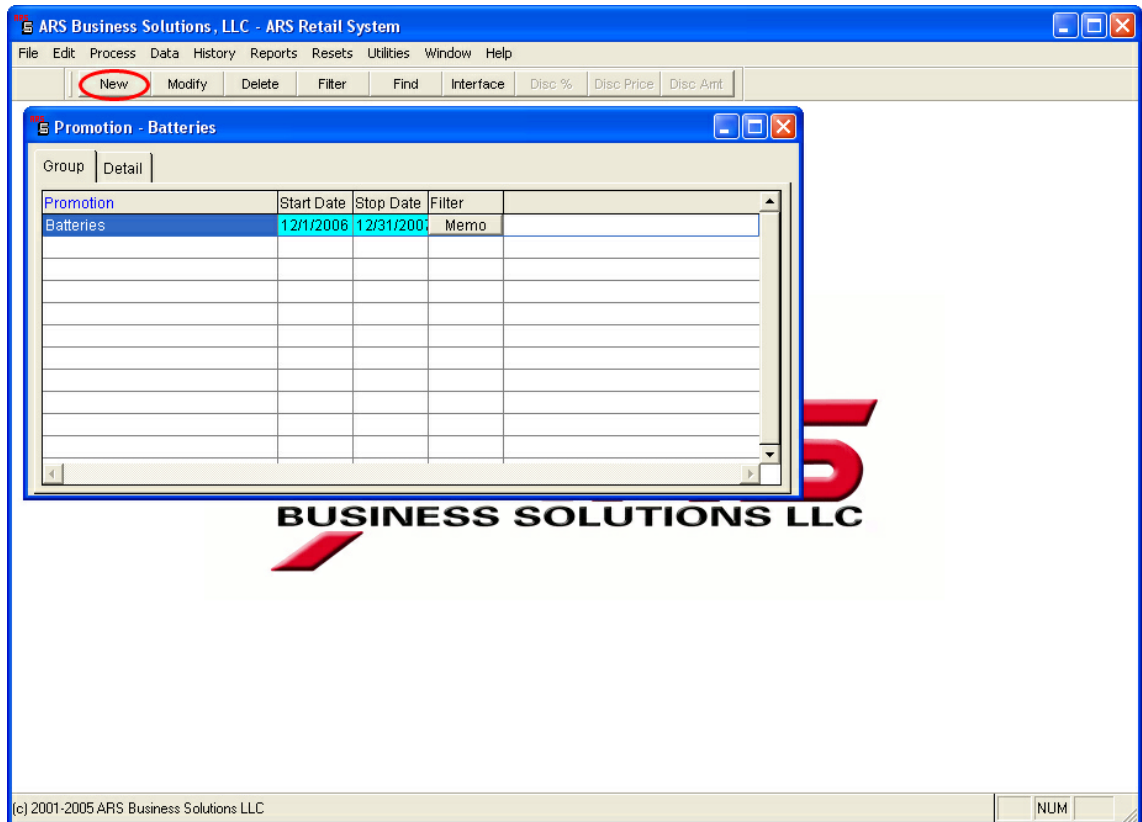 ARS Business Solutions, LLC - ARS Retail System
File Edit Process Data History Reports Resets Utilities Window Help
New Modify Delete Filter Find Interface Disc % Disc Price Disc Amt
Promotion - Batteries
Group Detail
Promotion Start Date Stop Date Filter
Batteries 12/1/2006 12/31/2007 Memo
BUSINESS SOLUTIONS LLC
(c) 2001-2005 ARS Business Solutions LLC NUM